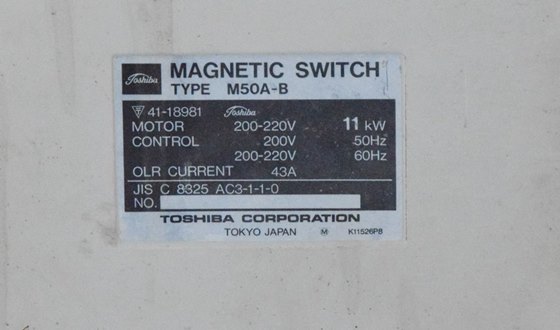 Toshiba MAGNETIC SWITCH
TYPE M50A-B
41-18981 Toshiba
MOTOR 200-220V 11 kW
CONTROL 200V 50Hz
200-220V 60Hz
OLR CURRENT 43A
JIS C 8325 AC3-1-1-0
NO.
TOSHIBA CORPORATION
TOKYO JAPAN M K11526P8